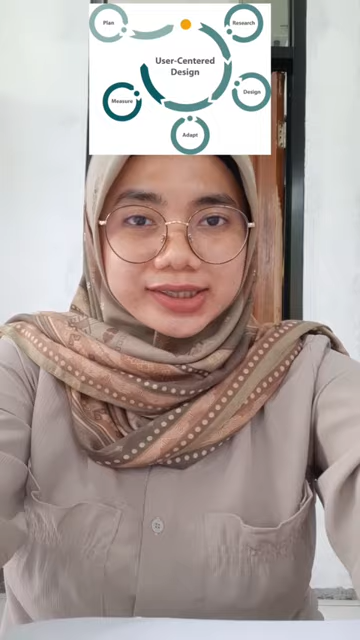 Plan
Research
User-Centered
Design
Design
Measure
Adapt